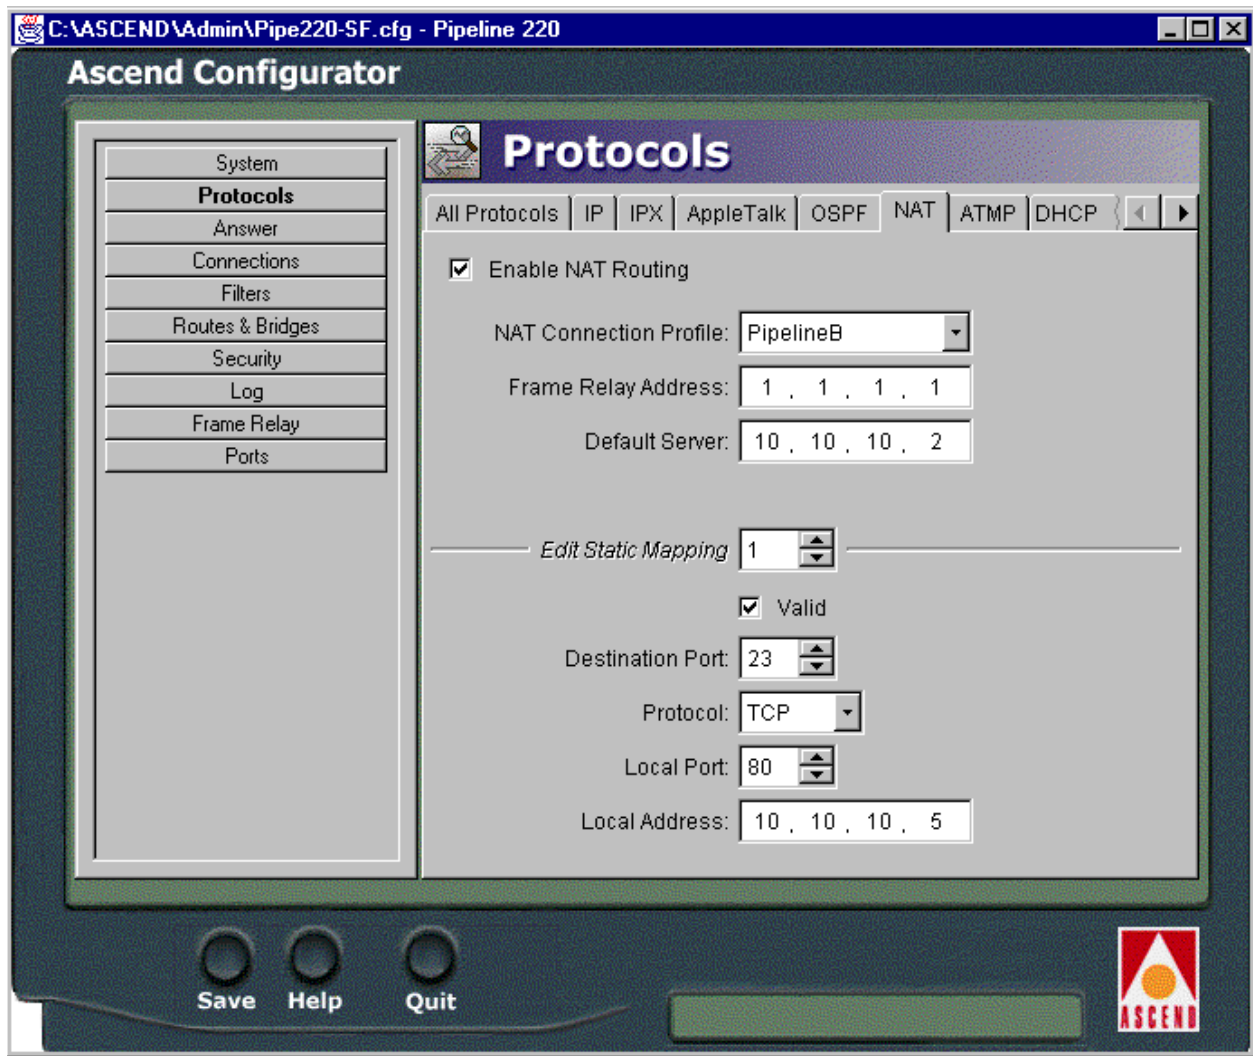 C:\ASCEND\Admin\Pipe220-SF.cfg - Pipeline 220
Ascend Configurator
System
Protocols
Answer
Connections
Filters
Routes & Bridges
Security
Log
Frame Relay
Ports
Protocols
All Protocols IP IPX AppleTalk OSPF NAT ATMP DHCP
Enable NAT Routing
NAT Connection Profile: PipelineB
Frame Relay Address: 1 . 1 . 1 . 1
Default Server: 10 . 10 . 10 . 2
Edit Static Mapping 1
Valid
Destination Port: 23
Protocol: TCP
Local Port: 80
Local Address: 10 . 10 . 10 . 5
Save Help Quit
ASCEND